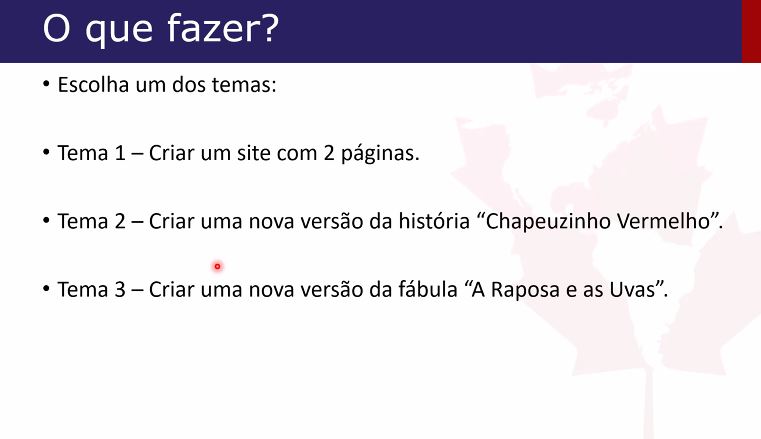 O que fazer?
• Escolha um dos temas:
• Tema 1 – Criar um site com 2 páginas.
• Tema 2 – Criar uma nova versão da história “Chapeuzinho Vermelho”.
• Tema 3 – Criar uma nova versão da fábula “A Raposa e as Uvas”.